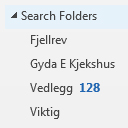 Search Folders
Fjellrev
Gyda E Kjekshus
Vedlegg 128
Viktig